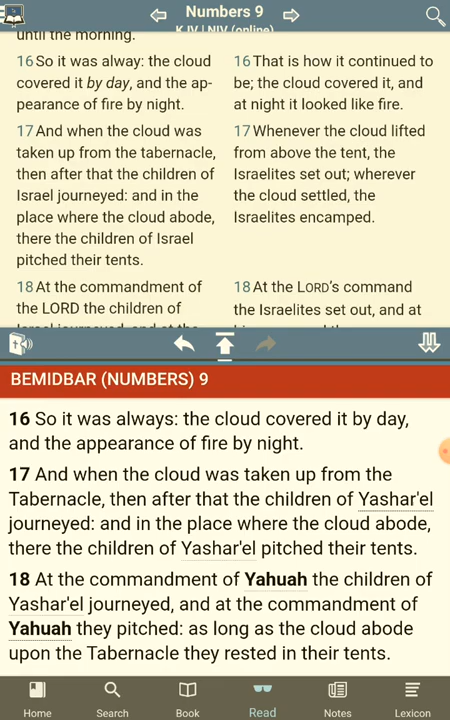 Numbers 9
KJV | NIV (online)
until the morning.
16 So it was alway: the cloud
covered it by day, and the ap-
pearance of fire by night.
17 And when the cloud was
taken up from the tabernacle,
then after that the children of
Israel journeyed: and in the
place where the cloud abode,
there the children of Israel
pitched their tents.
18 At the commandment of
the LORD the children of
Israel journeyed, and at the
16 That is how it continued to
be; the cloud covered it, and
at night it looked like fire.
17 Whenever the cloud lifted
from above the tent, the
Israelites set out; wherever
the cloud settled, the
Israelites encamped.
18 At the LORD's command
the Israelites set out, and at
BEMIDBAR (NUMBERS) 9
16 So it was always: the cloud covered it by day,
and the appearance of fire by night.
17 And when the cloud was taken up from the
Tabernacle, then after that the children of Yashar'el
journeyed: and in the place where the cloud abode,
there the children of Yashar'el pitched their tents.
18 At the commandment of Yahuah the children of
Yashar'el journeyed, and at the commandment of
Yahuah they pitched: as long as the cloud abode
upon the Tabernacle they rested in their tents.
Home
Search
Book
Read
Notes
Lexicon